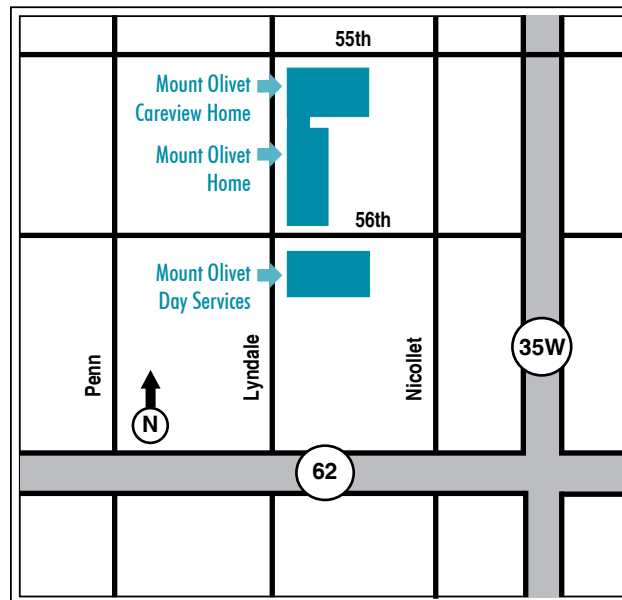 55th
Mount Olivet
Careview Home
Mount Olivet
Home
56th
Mount Olivet
Day Services
Penn
Lyndale
Nicollet
35W
N
62